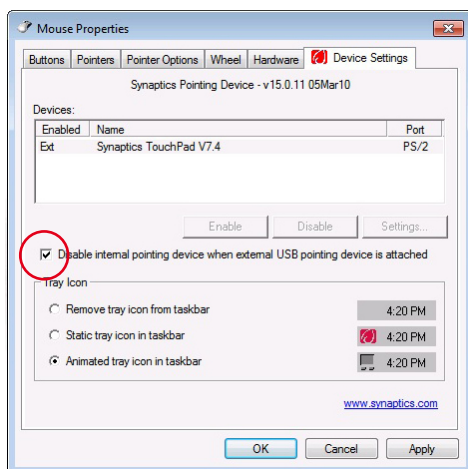 Mouse Properties
Buttons Pointers Pointer Options Wheel Hardware Device Settings
Synaptics Pointing Device - v15.0.11 05Mar10
Devices:
Enabled Name Port
Ext Synaptics TouchPad V7.4 PS/2
Enable Disable Settings...
Disable internal pointing device when external USB pointing device is attached
Tray Icon
Remove tray icon from taskbar 4:20 PM
Static tray icon in taskbar 4:20 PM
Animated tray icon in taskbar 4:20 PM
www.synaptics.com
OK Cancel Apply